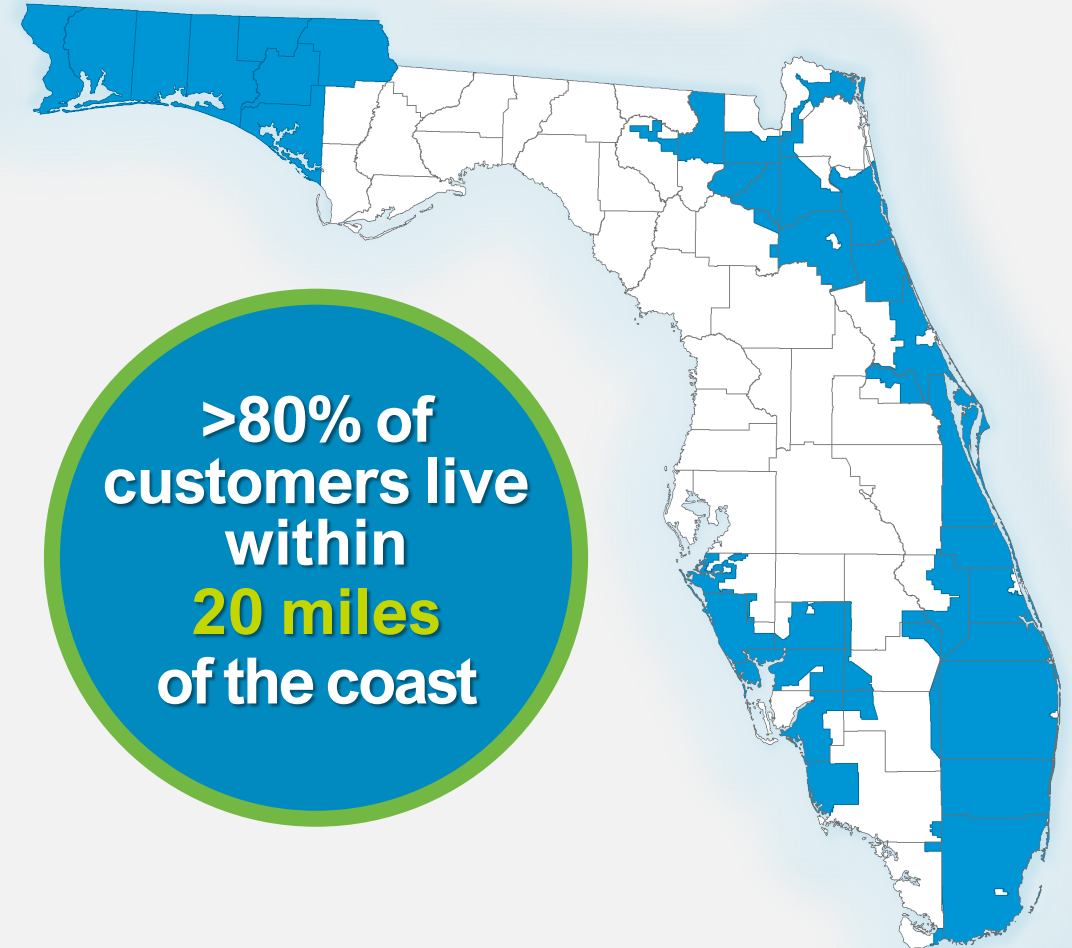 >80% of
customers live
within
20 miles
of the coast